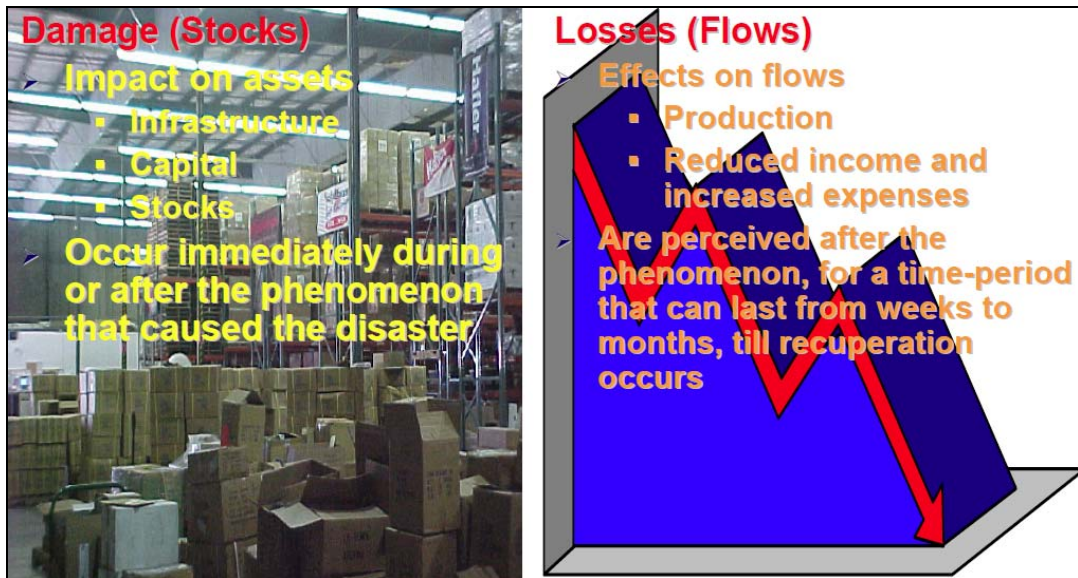 Damage (Stocks)
➢ Impact on assets
▪ Infrastructure
▪ Capital
▪ Stocks
➢ Occur immediately during
or after the phenomenon
that caused the disaster
Losses (Flows)
➢ Effects on flows
▪ Production
▪ Reduced income and
increased expenses
➢ Are perceived after the
phenomenon, for a time-period
that can last from weeks to
months, till recuperation
occurs
Hafler